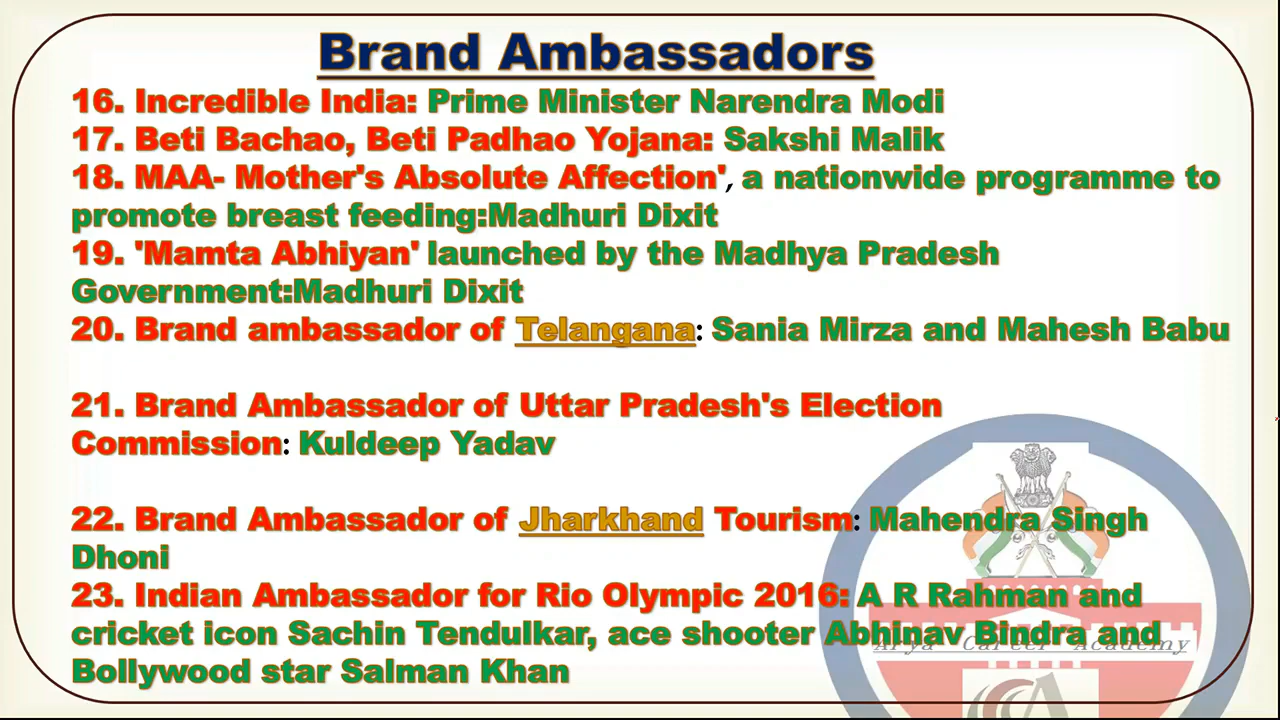 Brand Ambassadors
16. Incredible India: Prime Minister Narendra Modi
17. Beti Bachao, Beti Padhao Yojana: Sakshi Malik
18. MAA- Mother's Absolute Affection', a nationwide programme to
promote breast feeding:Madhuri Dixit
19. 'Mamta Abhiyan' launched by the Madhya Pradesh
Government:Madhuri Dixit
20. Brand ambassador of Telangana: Sania Mirza and Mahesh Babu
21. Brand Ambassador of Uttar Pradesh's Election
Commission: Kuldeep Yadav
22. Brand Ambassador of Jharkhand Tourism: Mahendra Singh
Dhoni
23. Indian Ambassador for Rio Olympic 2016: A R Rahman and
cricket icon Sachin Tendulkar, ace shooter Abhinav Bindra and
Arya Career Academy
Bollywood star Salman Khan